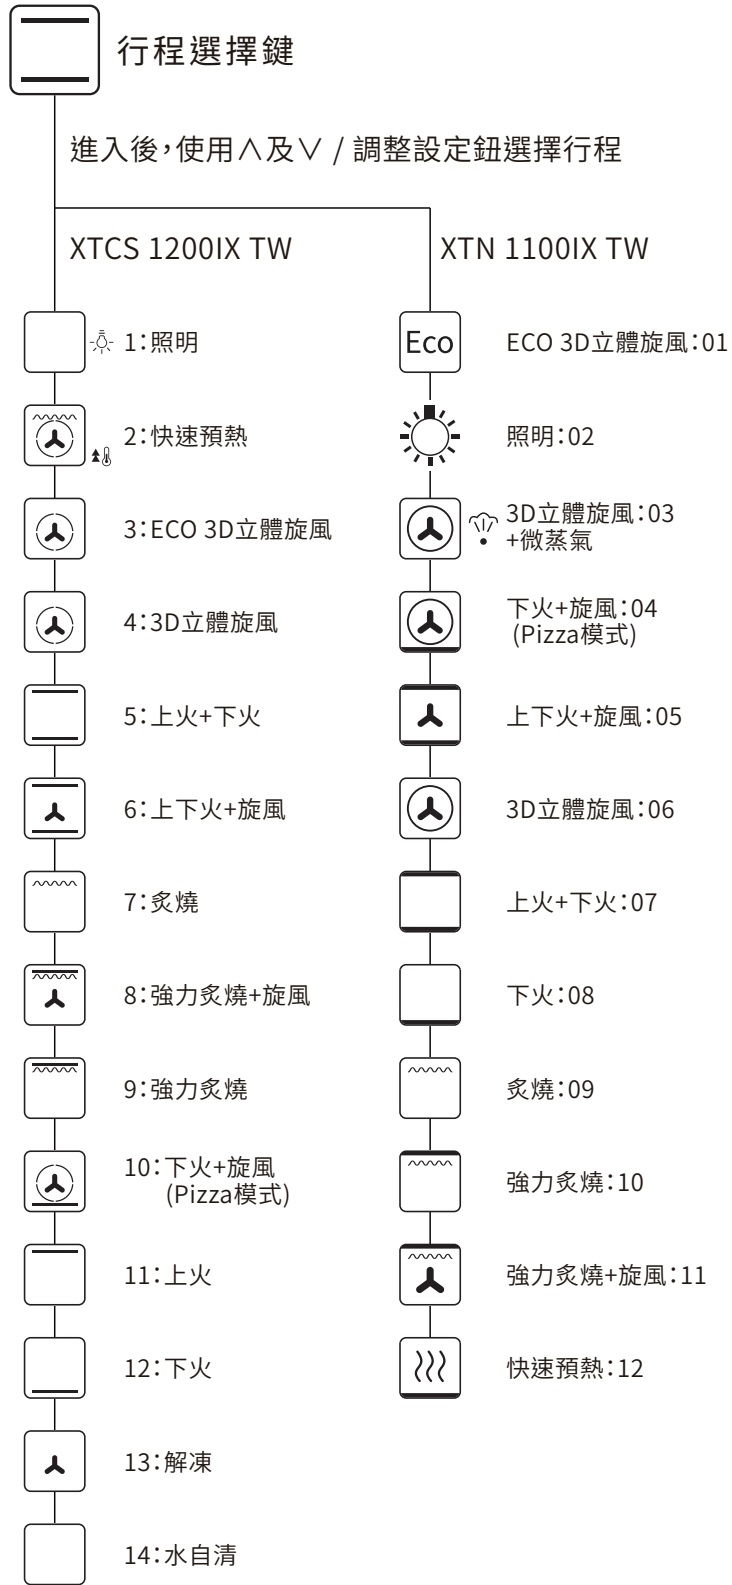 行程選擇鍵
進入後，使用∧及∨ / 調整設定鈕選擇行程
XTCS 1200IX TW
1：照明
2：快速預熱
3：ECO 3D立體旋風
4：3D立體旋風
5：上火+下火
6：上下火+旋風
7：炙燒
8：強力炙燒+旋風
9：強力炙燒
10：下火+旋風
(Pizza模式)
11：上火
12：下火
13：解凍
14：水自清
XTN 1100IX TW
Eco
ECO 3D立體旋風：01
照明：02
3D立體旋風：03
+微蒸氣
下火+旋風：04
(Pizza模式)
上下火+旋風：05
3D立體旋風：06
上火+下火：07
下火：08
炙燒：09
強力炙燒：10
強力炙燒+旋風：11
快速預熱：12